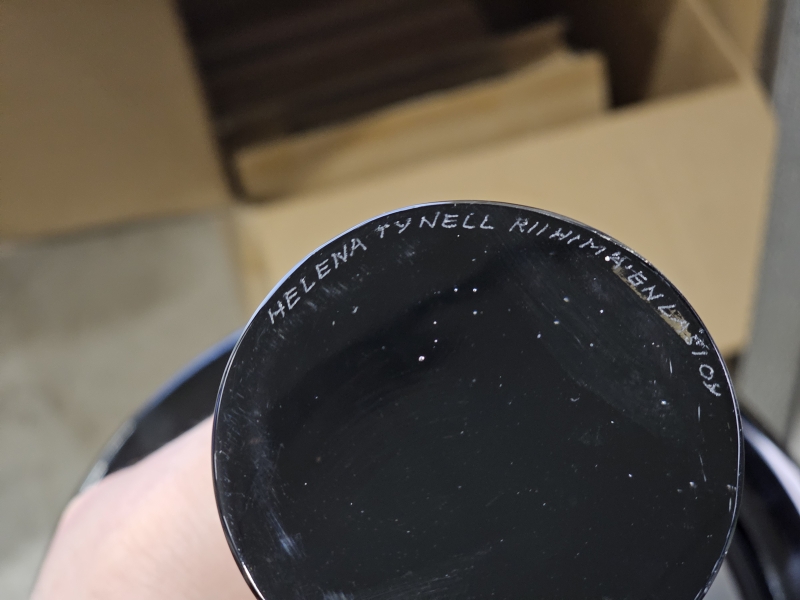 HELENA TYNELL RIIHIMÄEN LASI OY